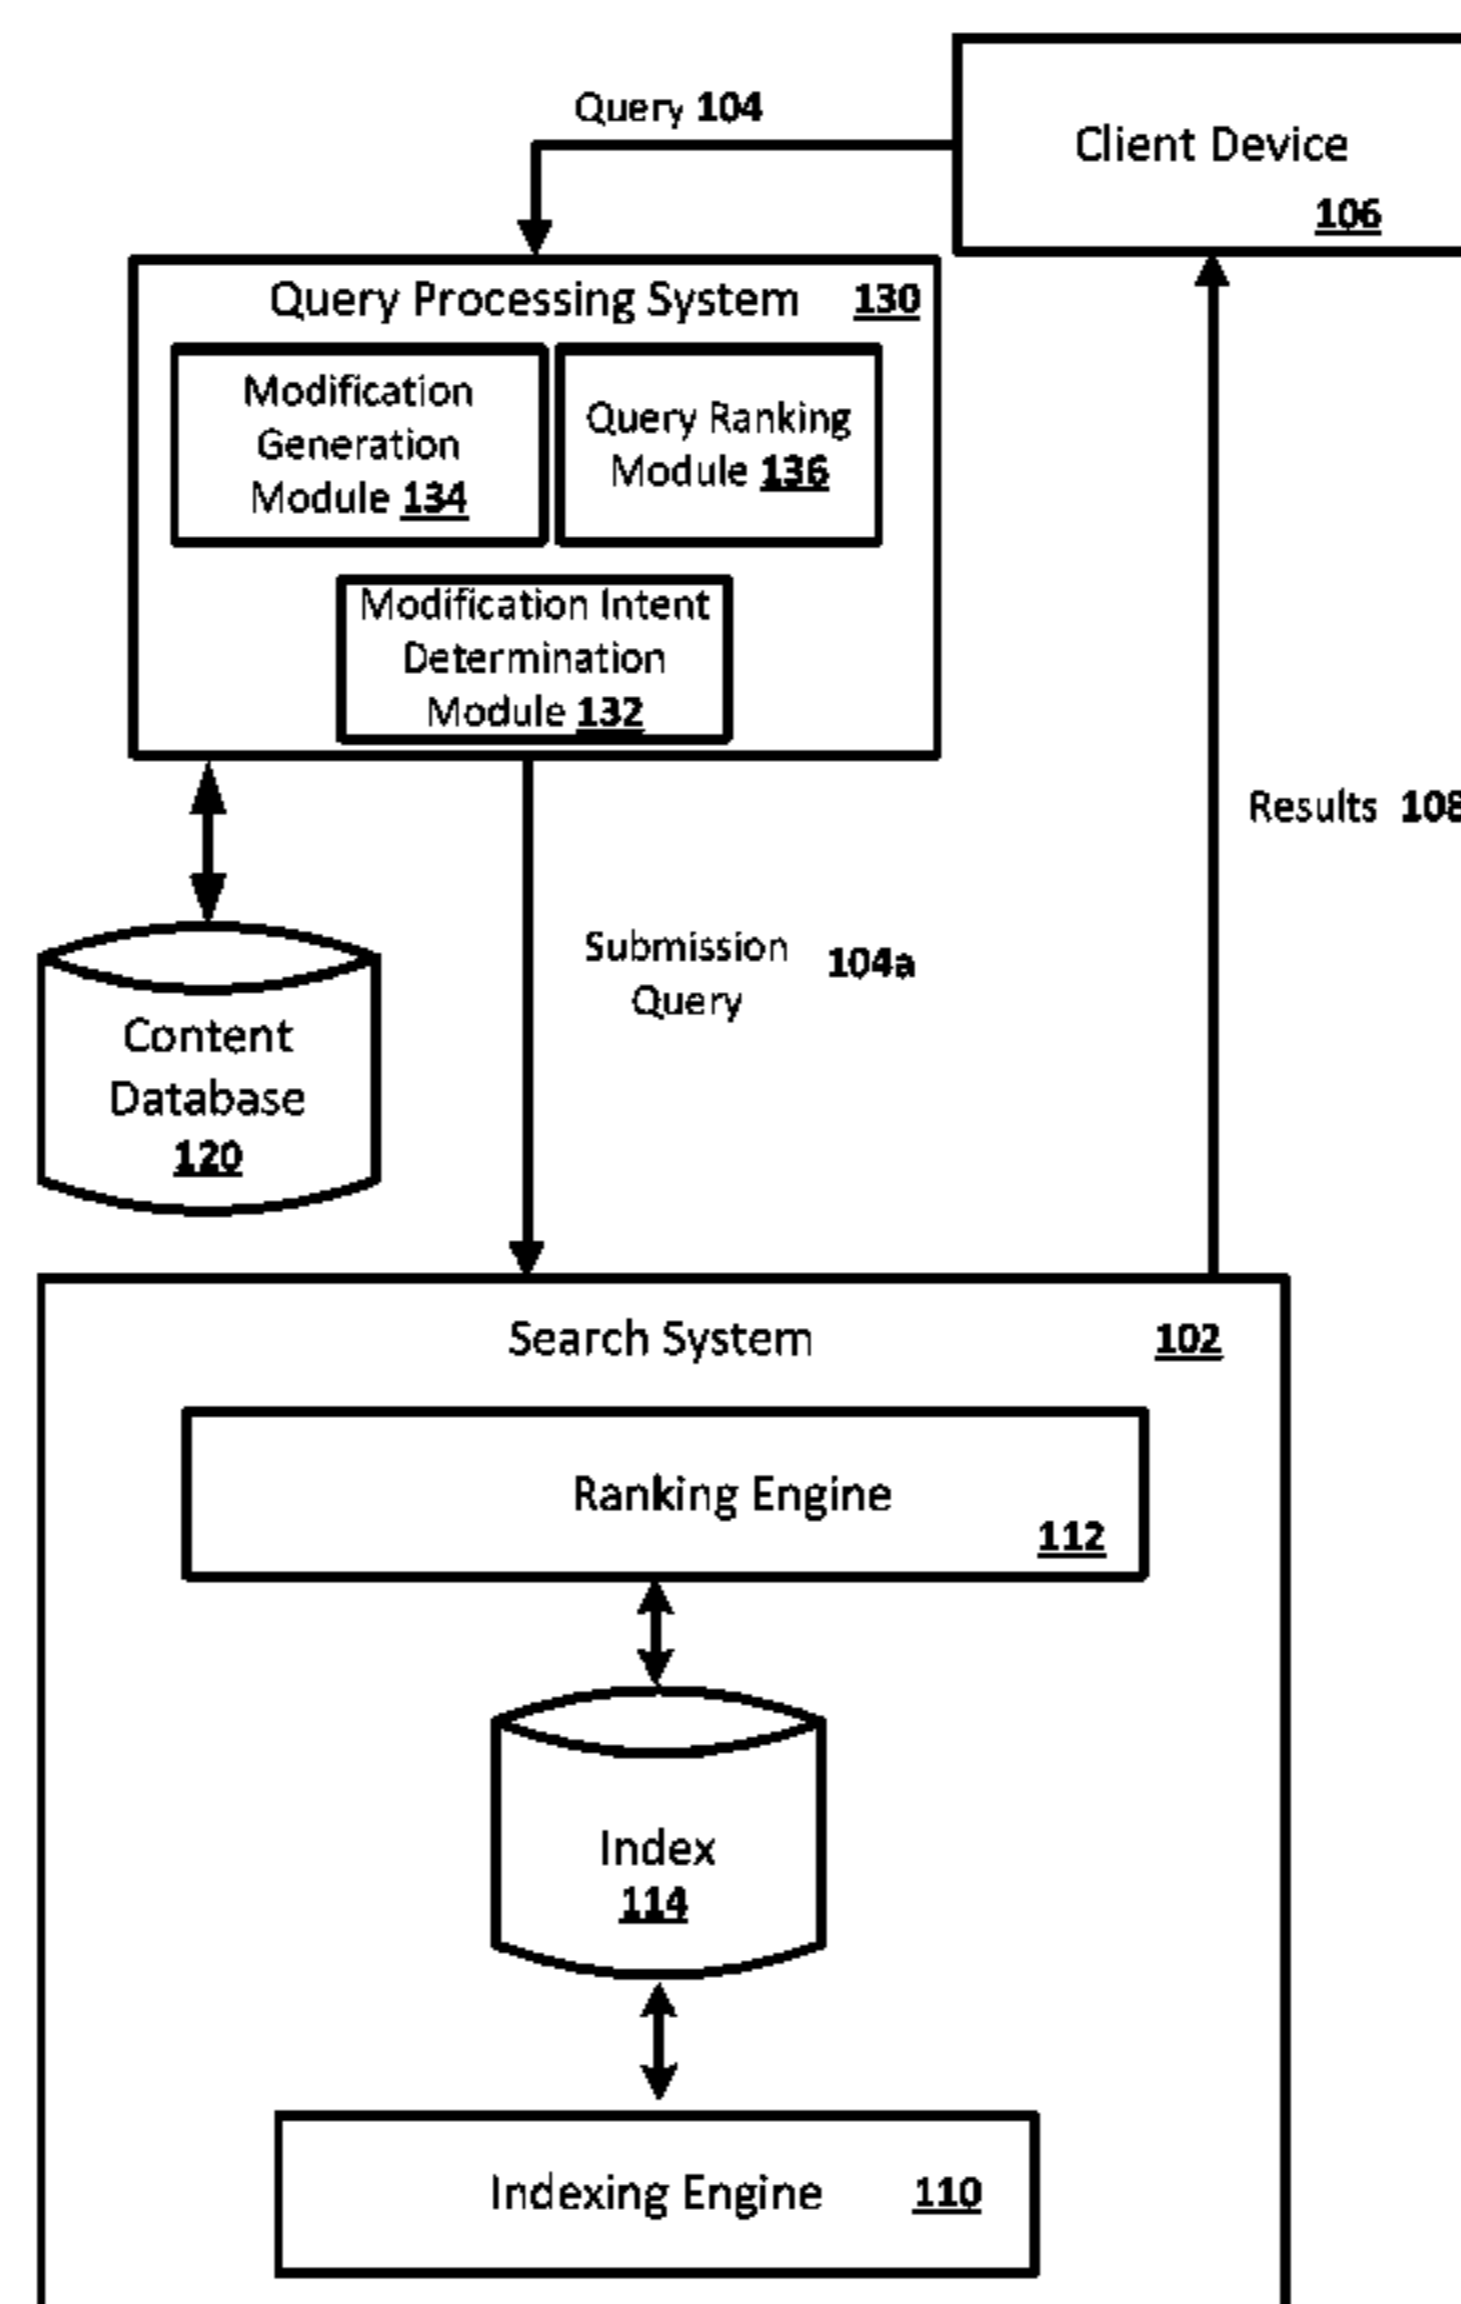 Query 104
Client Device
106
Query Processing System 130
Modification
Generation
Module 134
Query Ranking
Module 136
Modification Intent
Determination
Module 132
Results 108
Submission
Query
104a
Content
Database
120
Search System 102
Ranking Engine
112
Index
114
Indexing Engine 110